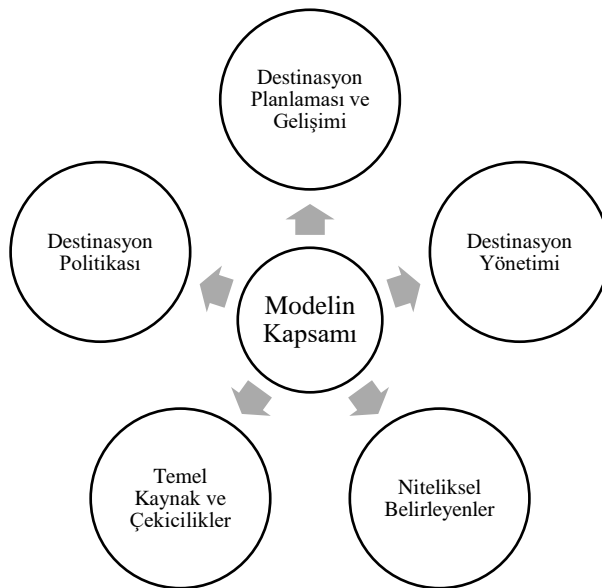 Destinasyon
Planlaması ve
Gelişimi
Destinasyon
Politikası
Destinasyon
Yönetimi
Modelin
Kapsamı
Temel
Kaynak ve
Çekicilikler
Niteliksel
Belirleyenler